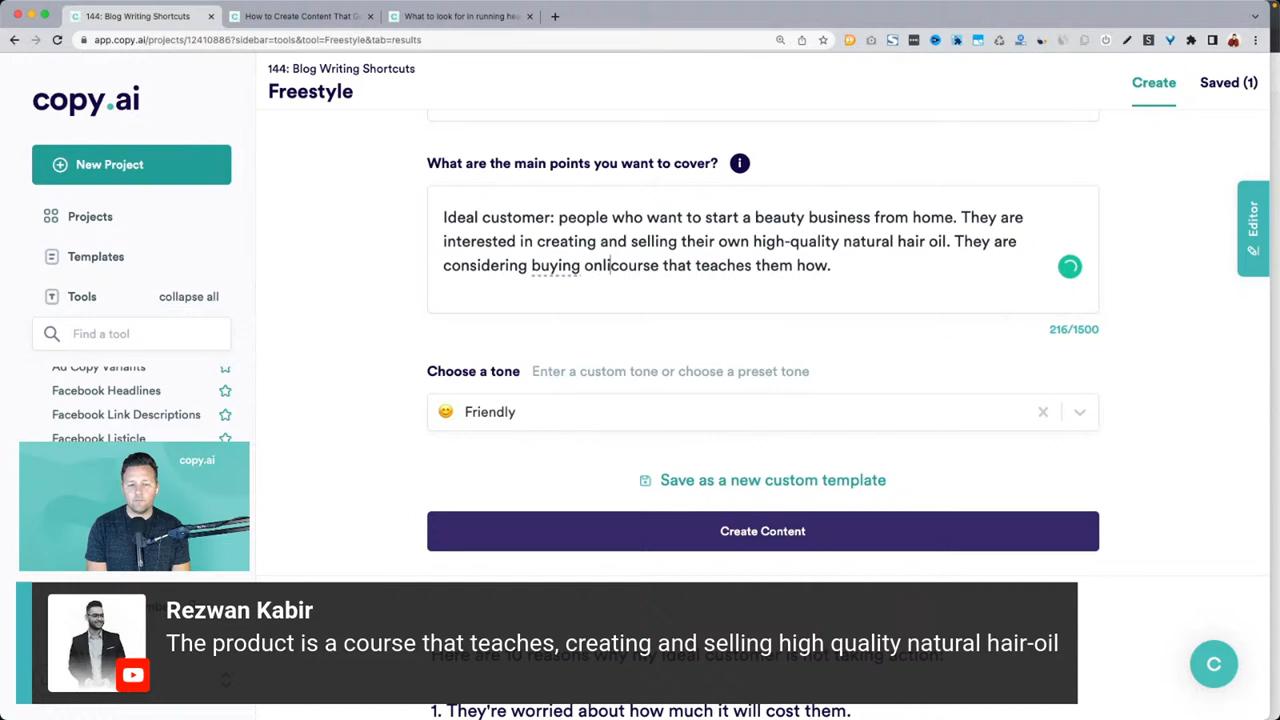 144: Blog Writing Shortcuts
How to Create Content That G
What to look for in running he
app.copy.ai/projects/12410886?sidebar=tools&tool=Freestyle&tab=results
copy.ai
New Project
Projects
Templates
Tools
collapse all
Find a tool
Ad Copy Variants
Facebook Headlines
Facebook Link Descriptions
Facebook Listicle
copy.ai
144: Blog Writing Shortcuts
Freestyle
Create
Saved (1)
Editor
What are the main points you want to cover?
Ideal customer: people who want to start a beauty business from home. They are
interested in creating and selling their own high-quality natural hair oil. They are
considering buying onlicourse that teaches them how.
216/1500
Choose a tone
Enter a custom tone or choose a preset tone
Friendly
Save as a new custom template
Create Content
Rezwan Kabir
The product is a course that teaches, creating and selling high quality natural hair-oil
Here are 10 reasons why my ideal customer is not taking action:
1. They're worried about how much it will cost them.
C